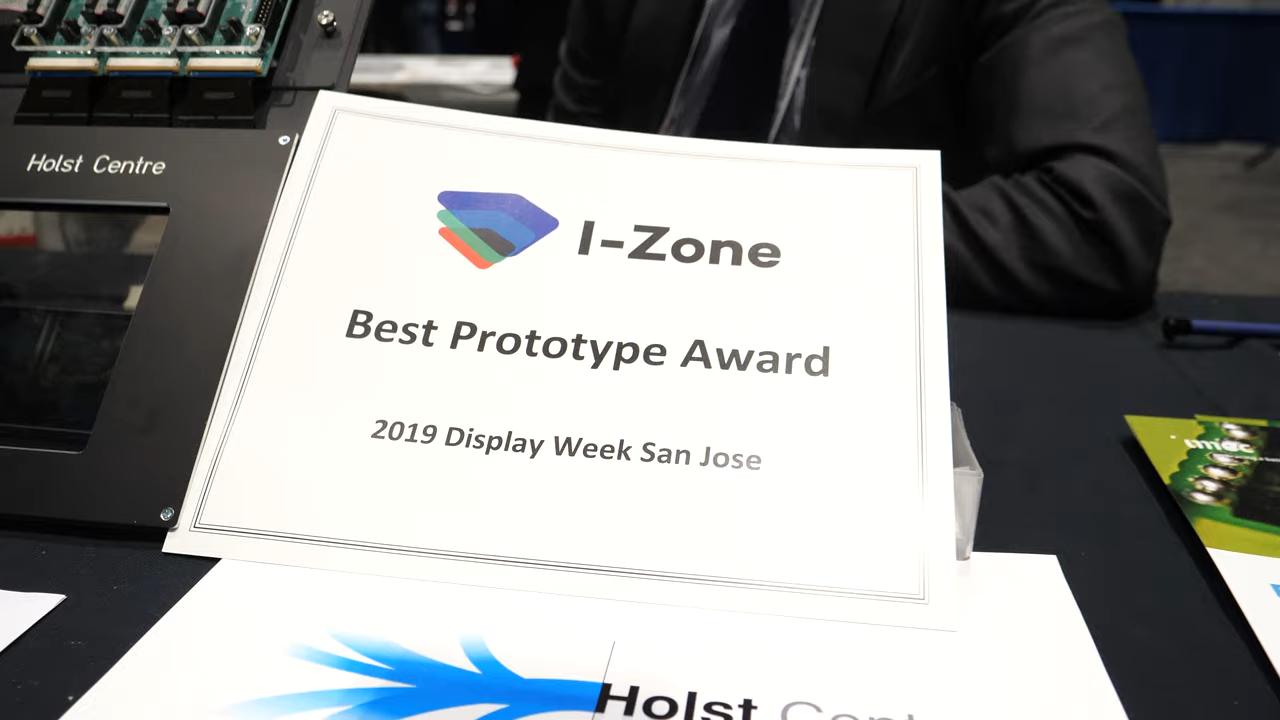 Holst Centre
I-Zone
Best Prototype Award
2019 Display Week San Jose
Holst